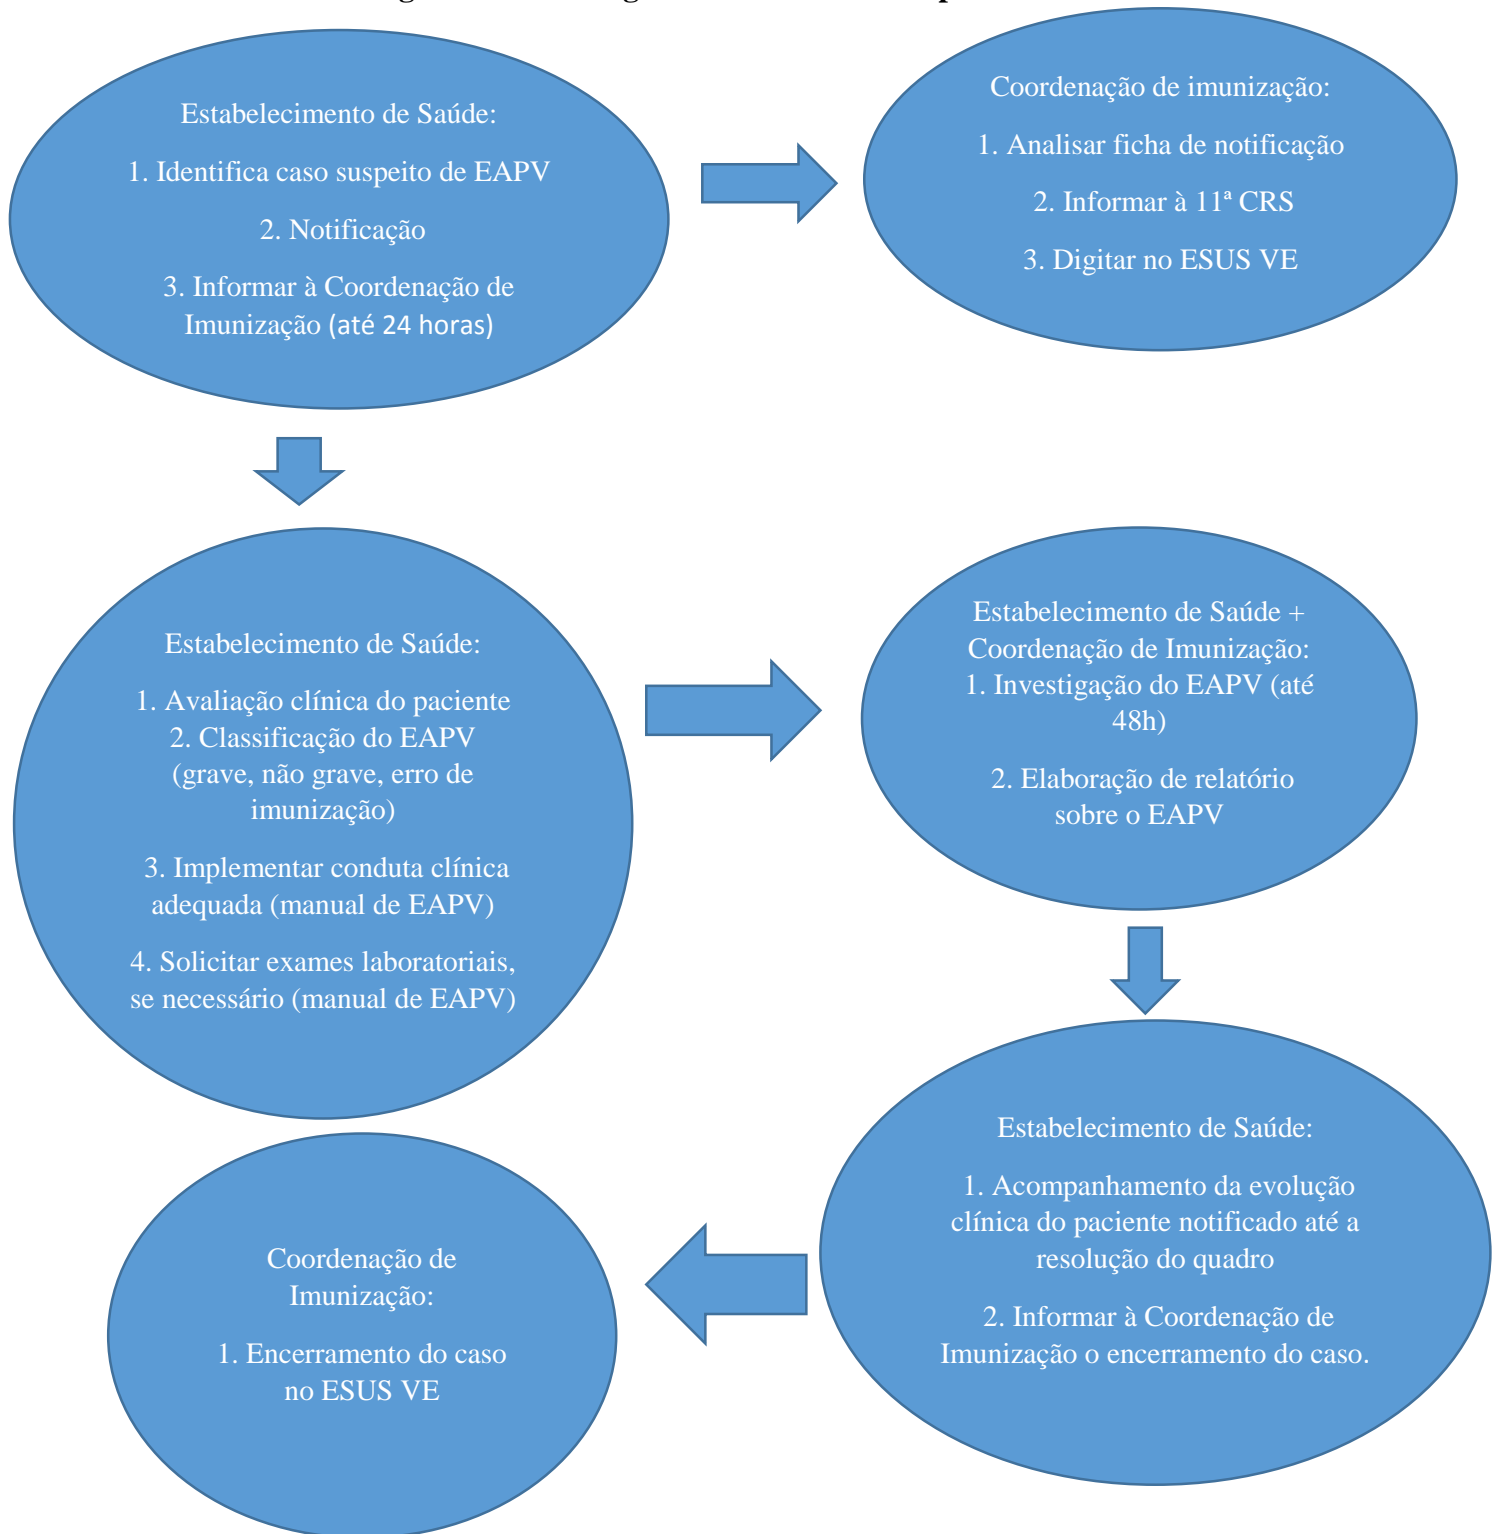 Estabelecimento de Saúde:
1. Identifica caso suspeito de EAPV
2. Notificação
3. Informar à Coordenação de
Imunização (até 24 horas)
Coordenação de imunização:
1. Analisar ficha de notificação
2. Informar à 11ª CRS
3. Digitar no ESUS VE
Estabelecimento de Saúde:
1. Avaliação clínica do paciente
2. Classificação do EAPV
(grave, não grave, erro de
imunização)
3. Implementar conduta clínica
adequada (manual de EAPV)
4. Solicitar exames laboratoriais,
se necessário (manual de EAPV)
Estabelecimento de Saúde +
Coordenação de Imunização:
1. Investigação do EAPV (até
48h)
2. Elaboração de relatório
sobre o EAPV
Estabelecimento de Saúde:
1. Acompanhamento da evolução
clínica do paciente notificado até a
resolução do quadro
2. Informar à Coordenação de
Imunização o encerramento do caso.
Coordenação de
Imunização:
1. Encerramento do caso
no ESUS VE